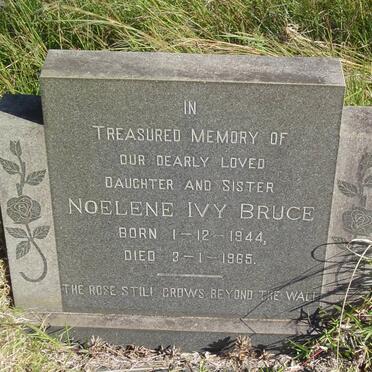 IN
TREASURED MEMORY OF
OUR DEARLY LOVED
DAUGHTER AND SISTER
NOELENE IVY BRUCE
BORN 1-12-1944,
DIED 3-1-1965.
THE ROSE STILL GROWS BEYOND THE WALL